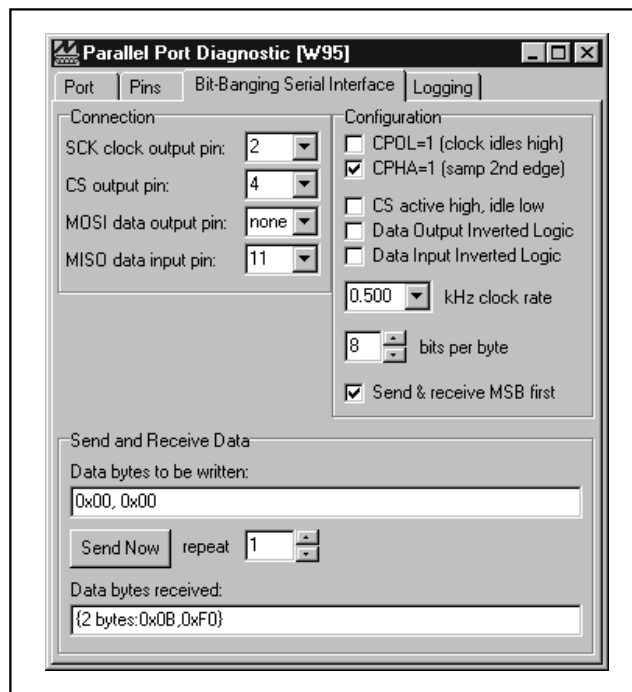 Parallel Port Diagnostic [W95]
Port Pins Bit-Banging Serial Interface Logging
Connection
SCK clock output pin: 2
CS output pin: 4
MOSI data output pin: none
MISO data input pin: 11
Configuration
CPOL=1 (clock idles high)
CPHA=1 (samp 2nd edge)
CS active high, idle low
Data Output Inverted Logic
Data Input Inverted Logic
0.500 kHz clock rate
8 bits per byte
Send & receive MSB first
Send and Receive Data
Data bytes to be written:
0x00, 0x00
Send Now repeat 1
Data bytes received:
{2 bytes:0x0B,0xF0}